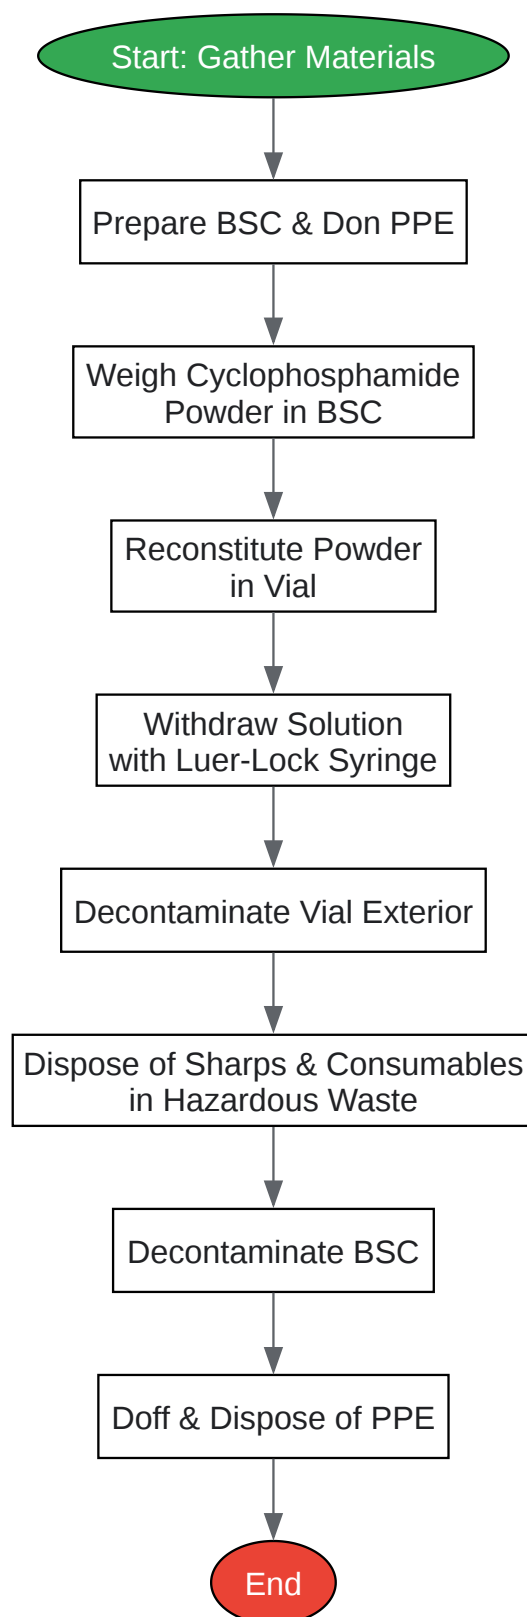 Start: Gather Materials
Prepare BSC & Don PPE
Weigh Cyclophosphamide
Powder in BSC
Reconstitute Powder
in Vial
Withdraw Solution
with Luer-Lock Syringe
Decontaminate Vial Exterior
Dispose of Sharps & Consumables
in Hazardous Waste
Decontaminate BSC
Doff & Dispose of PPE
End